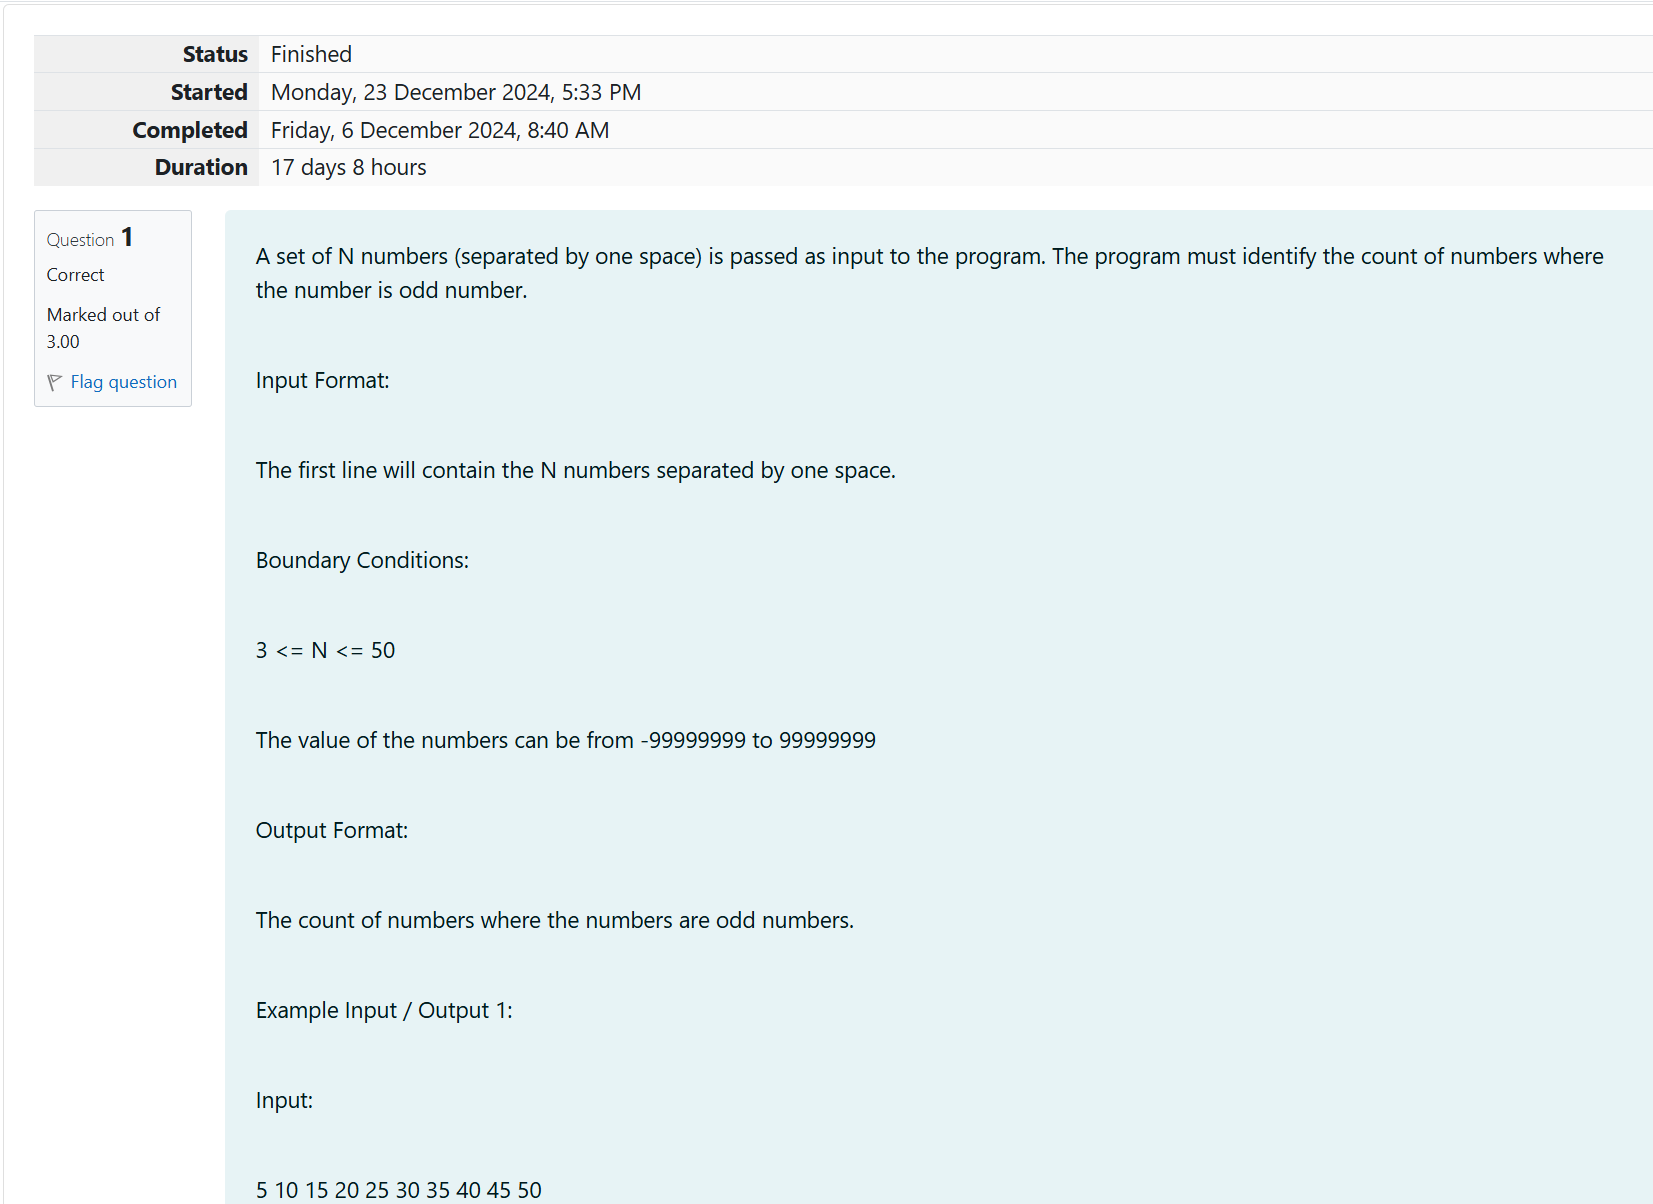 Status Finished
Started Monday, 23 December 2024, 5:33 PM
Completed Friday, 6 December 2024, 8:40 AM
Duration 17 days 8 hours
Question 1
Correct
Marked out of
3.00
Flag question
A set of N numbers (separated by one space) is passed as input to the program. The program must identify the count of numbers where
the number is odd number.
Input Format:
The first line will contain the N numbers separated by one space.
Boundary Conditions:
3 <= N <= 50
The value of the numbers can be from -99999999 to 99999999
Output Format:
The count of numbers where the numbers are odd numbers.
Example Input / Output 1:
Input:
5 10 15 20 25 30 35 40 45 50